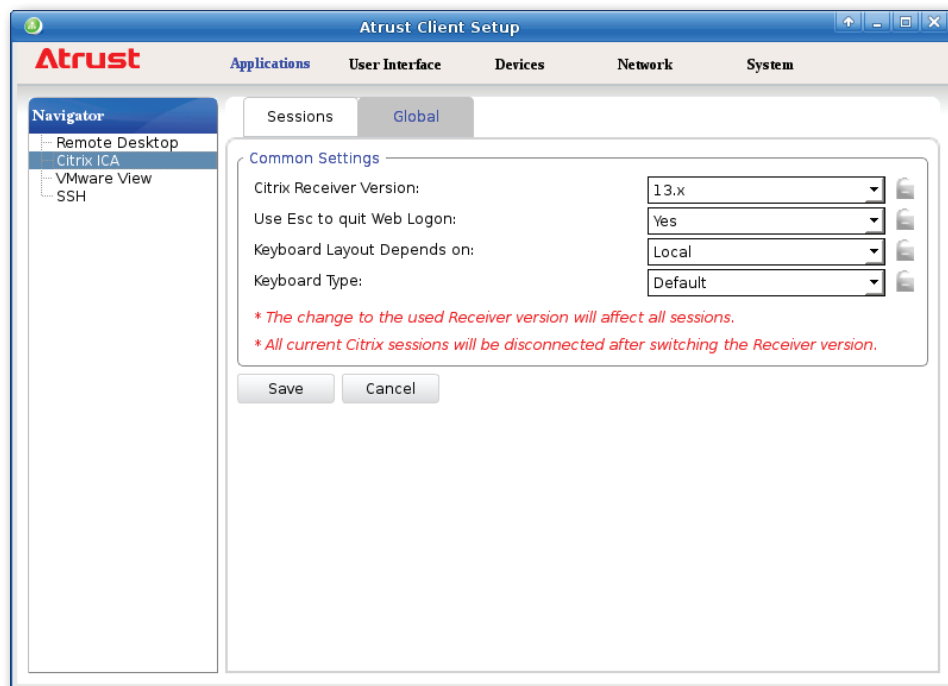 Atrust Client Setup
Atrust
Applications User Interface Devices Network System
Navigator
Remote Desktop
Citrix ICA
VMware View
SSH
Sessions Global
Common Settings
Citrix Receiver Version: 13.x
Use Esc to quit Web Logon: Yes
Keyboard Layout Depends on: Local
Keyboard Type: Default
* The change to the used Receiver version will affect all sessions.
* All current Citrix sessions will be disconnected after switching the Receiver version.
Save Cancel